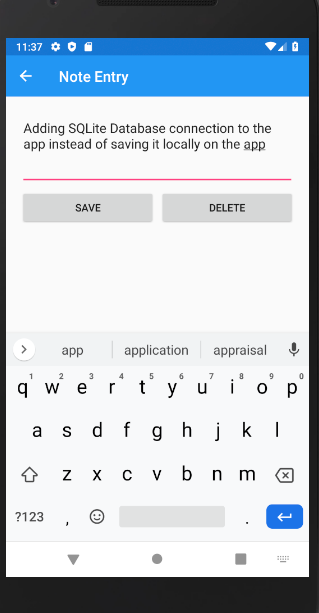 11:37
Note Entry
Adding SQLite Database connection to the
app instead of saving it locally on the app
SAVE DELETE
app application appraisal
1 2 3 4 5 6 7 8 9 0
q w e r t y u i o p
a s d f g h j k l
z x c v b n m
?123 , .